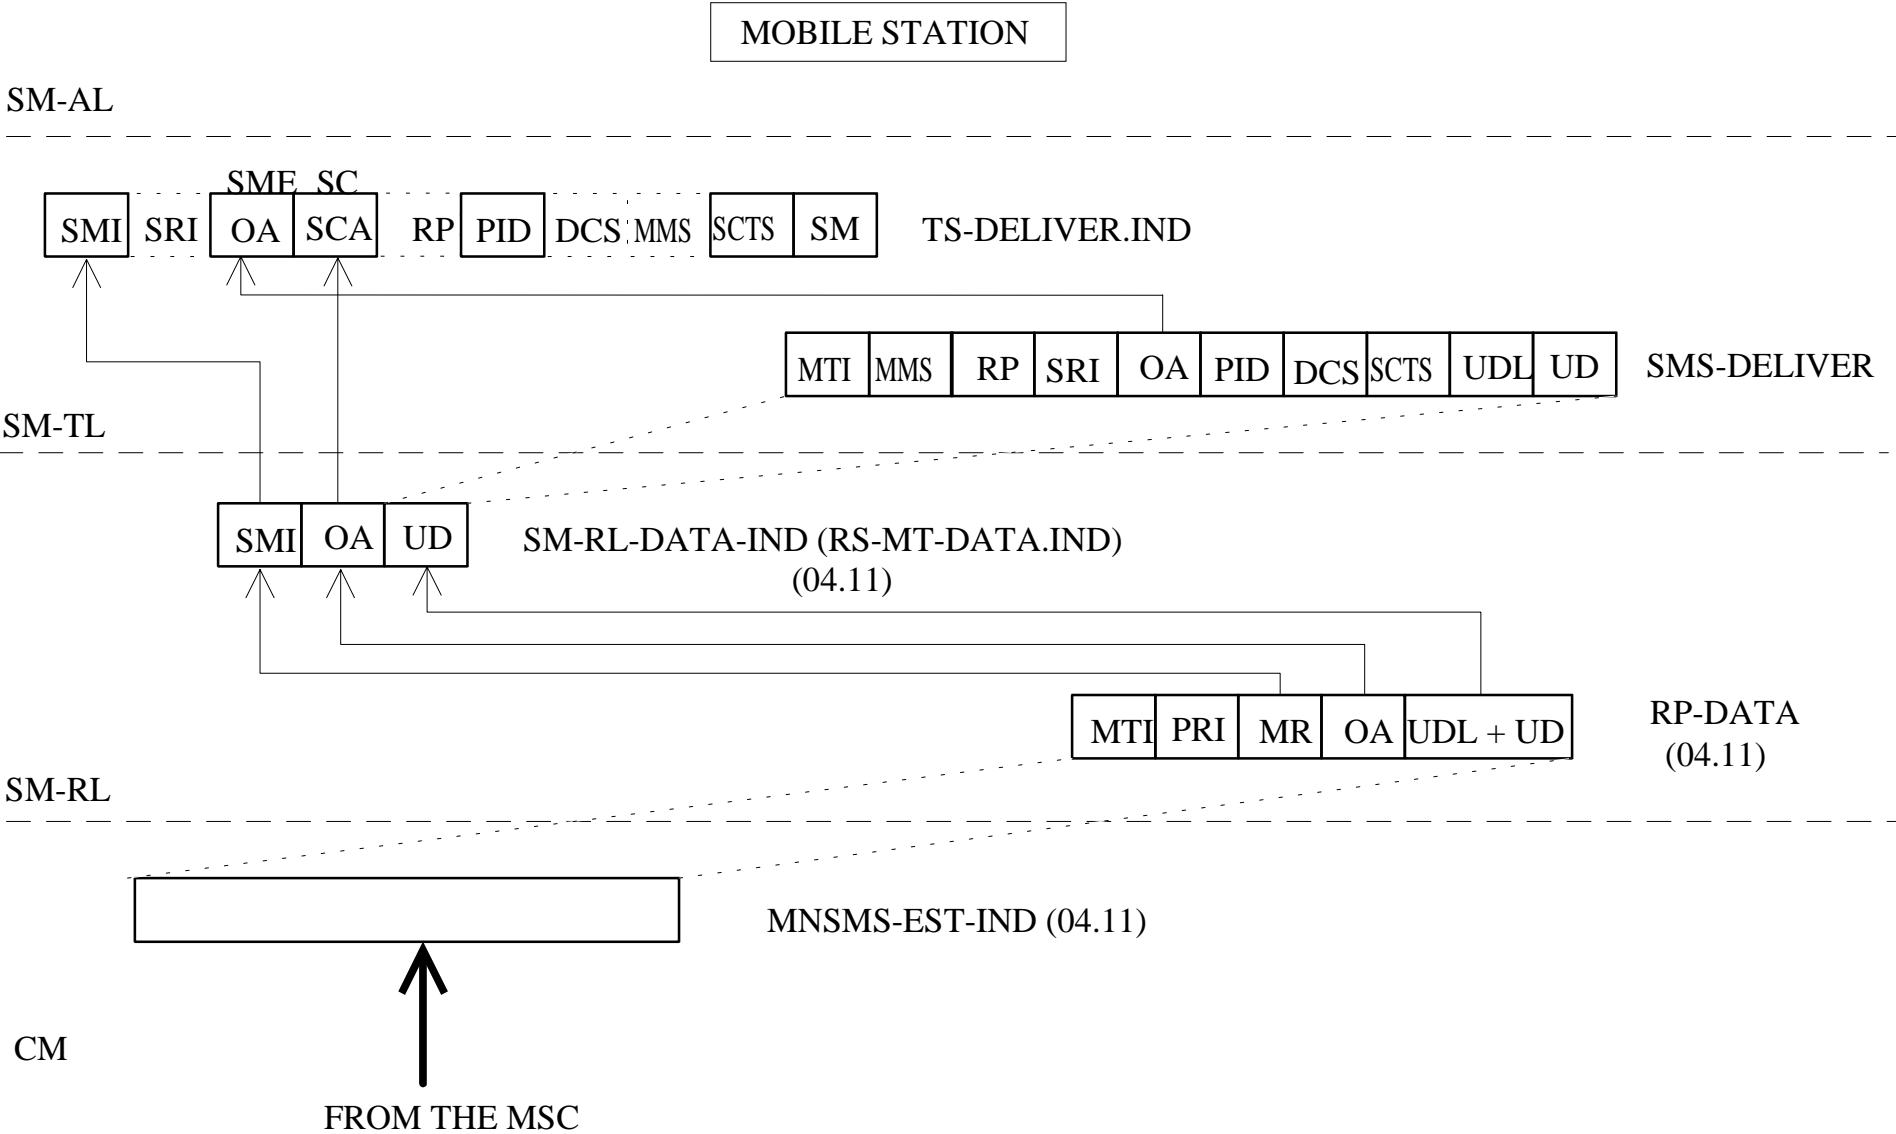 MOBILE STATION
SM-AL
SME SC
SMI SRI OA SCA RP PID DCS MMS SCTS SM TS-DELIVER.IND
MTI MMS RP SRI OA PID DCS SCTS UDL UD SMS-DELIVER
SM-TL
SMI OA UD SM-RL-DATA-IND (RS-MT-DATA.IND)
(04.11)
MTI PRI MR OA UDL + UD RP-DATA
(04.11)
SM-RL
MNSMS-EST-IND (04.11)
CM
FROM THE MSC